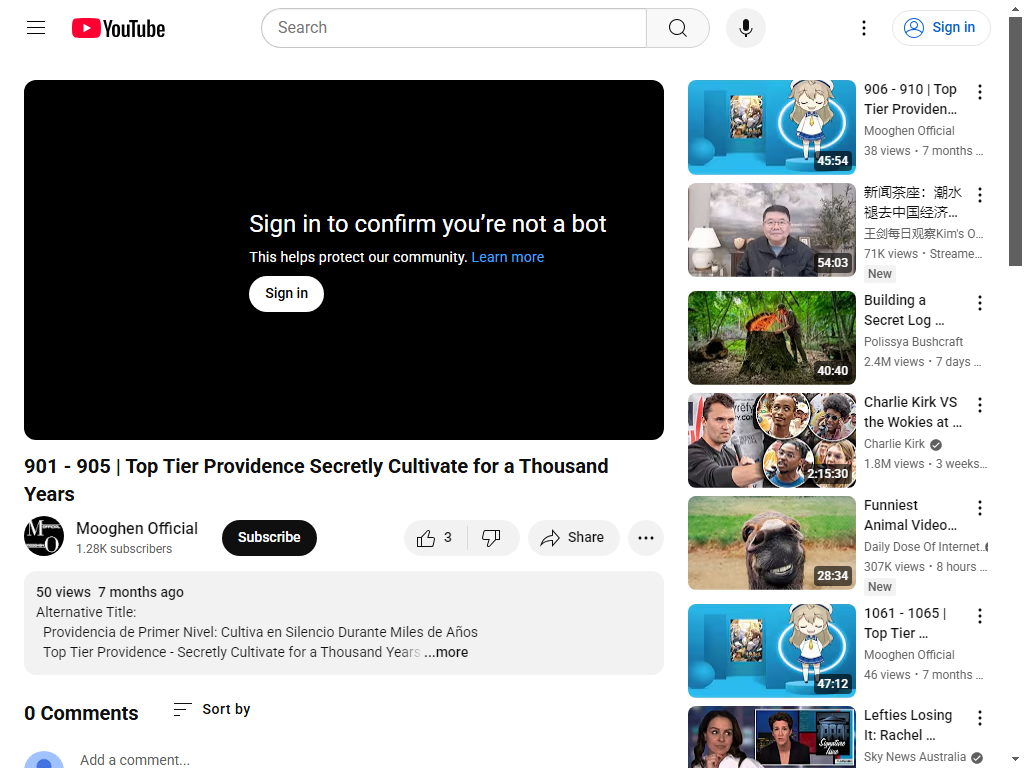 YouTube
Search
Sign in
Sign in to confirm you’re not a bot
This helps protect our community. Learn more
Sign in
901 - 905 | Top Tier Providence Secretly Cultivate for a Thousand
Years
Mooghen Official
1.28K subscribers
Subscribe
3
Share
50 views 7 months ago
Alternative Title:
Providencia de Primer Nivel: Cultiva en Silencio Durante Miles de Años
Top Tier Providence - Secretly Cultivate for a Thousand Years ...more
0 Comments
Sort by
Add a comment...
45:54
906 - 910 | Top
Tier Providen...
Mooghen Official
38 views • 7 months ...
54:03
新闻茶座：潮水
褪去中国经济...
王剑每日观察Kim's O...
71K views • Streame...
New
40:40
Building a
Secret Log ...
Polissya Bushcraft
2.4M views • 7 days ...
2:15:30
Charlie Kirk VS
the Wokies at ...
Charlie Kirk
1.8M views • 3 weeks...
28:34
Funniest
Animal Video...
Daily Dose Of Internet.
307K views • 8 hours ...
New
47:12
1061 - 1065 |
Top Tier ...
Mooghen Official
46 views • 7 months ...
Signature
Lefties Losing
It: Rachel ...
Sky News Australia